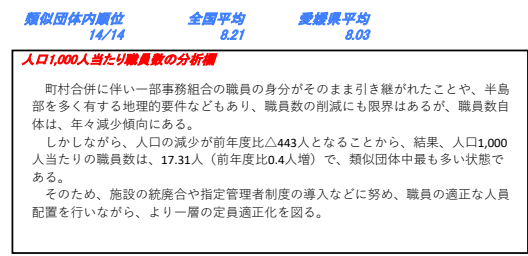 類似団体内順位 全国平均 愛媛県平均
14/14 8.21 8.03
人口1,000人当たり職員数の分析欄
町村合併に伴い一部事務組合の職員の身分がそのまま引き継がれたことや、半島
部を多く有する地理的要件などもあり、職員数の削減にも限界はあるが、職員数自
体は、年々減少傾向にある。
しかしながら、人口の減少が前年度比△443人となることから、結果、人口1,000
人当たりの職員数は、17.31人（前年度比0.4人増）で、類似団体中最も多い状態で
ある。
そのため、施設の統廃合や指定管理者制度の導入などに努め、職員の適正な人員
配置を行いながら、より一層の定員適正化を図る。